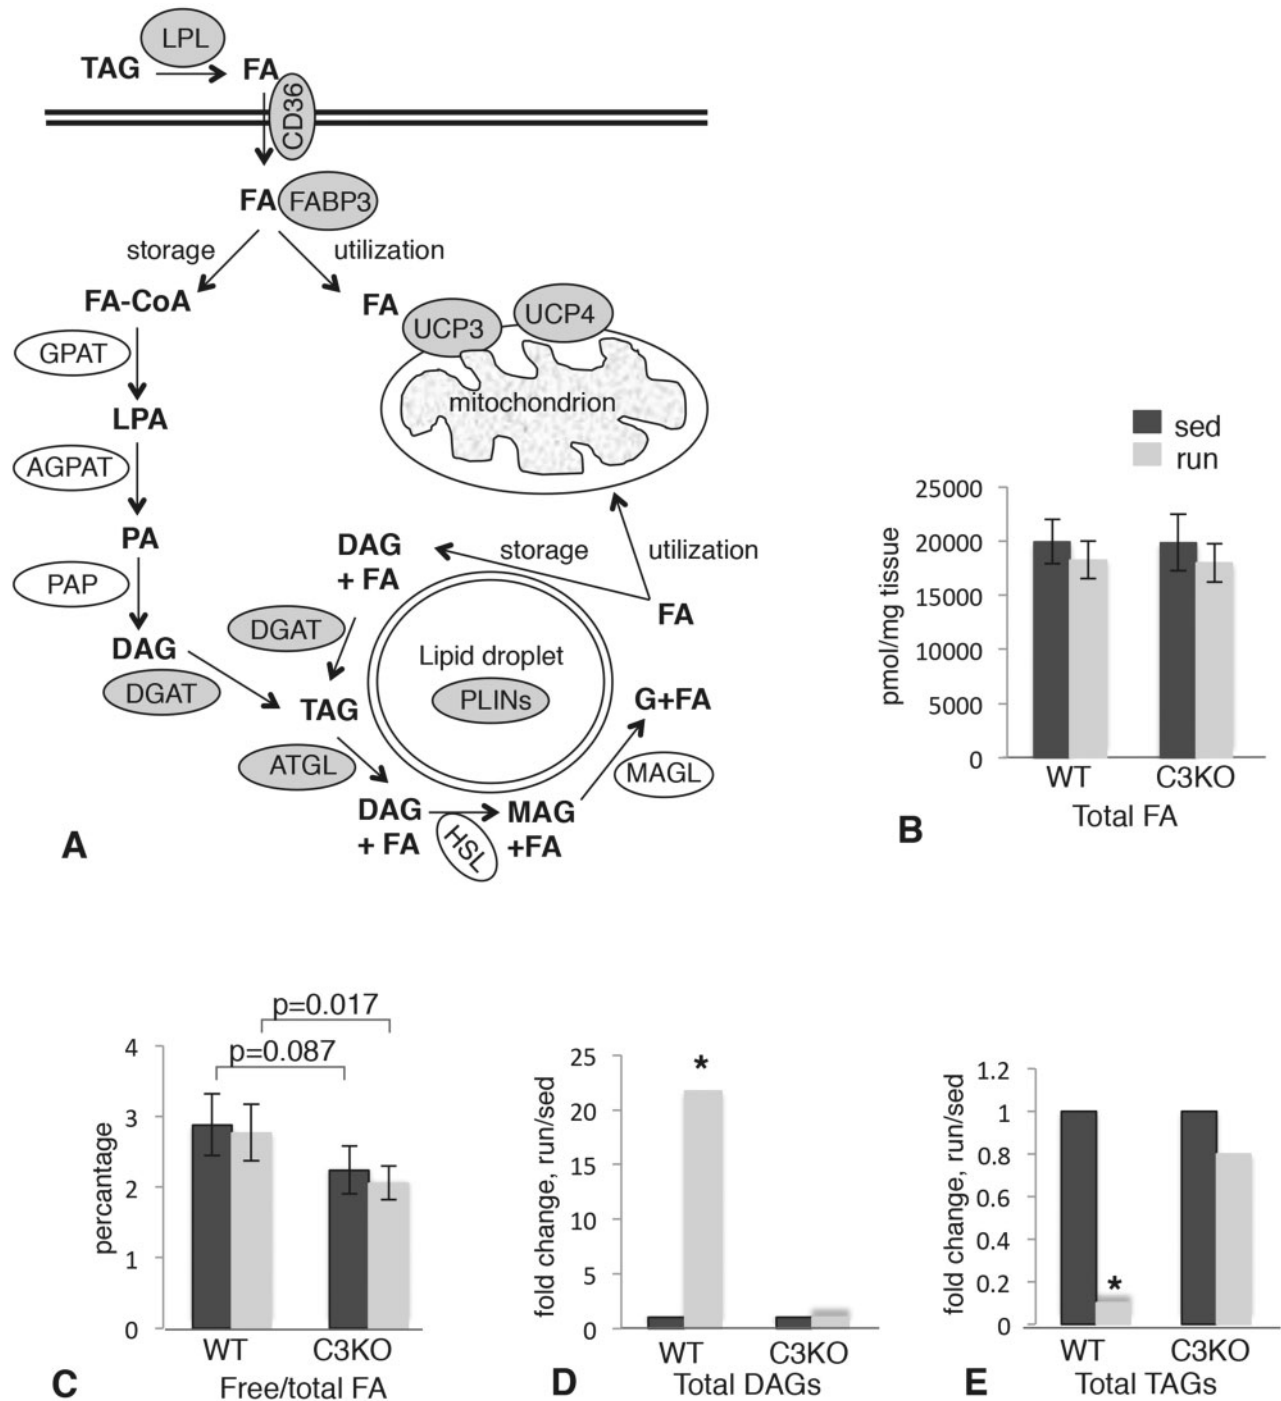 LPL
TAG
FA
CD36
FA
FABP3
storage
utilization
FA-CoA
FA
UCP3
UCP4
GPAT
mitochondrion
LPA
AGPAT
PA
DAG
+ FA
storage
utilization
PAP
FA
DGAT
DAG
Lipid droplet
DGAT
PLINs
TAG
G+FA
ATGL
MAGL
DAG
+ FA
HSL
MAG
+FA
A
sed
run
pmol/mg tissue
25000
20000
15000
10000
5000
0
WT
C3KO
Total FA
B
p=0.017
p=0.087
percantage
4
3
2
1
0
WT
C3KO
Free/total FA
C
fold change, run/sed
25
20
15
10
5
0
*
WT
C3KO
Total DAGs
D
fold change, run/sed
1.2
1
0.8
0.6
0.4
0.2
0
*
WT
C3KO
Total TAGs
E